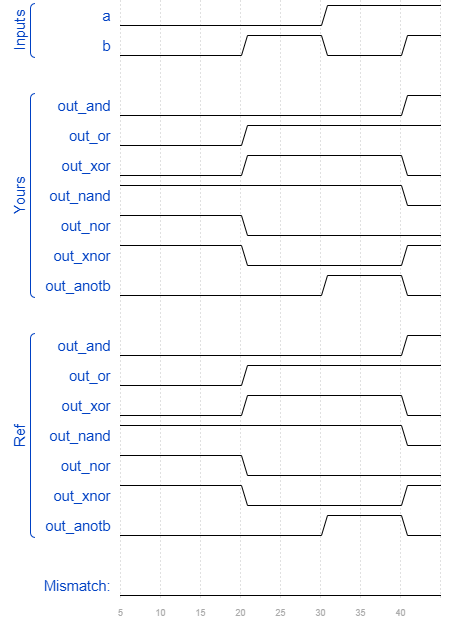 Inputs
a
b
Yours
out_and
out_or
out_xor
out_nand
out_nor
out_xnor
out_anotb
Ref
out_and
out_or
out_xor
out_nand
out_nor
out_xnor
out_anotb
Mismatch:
5 10 15 20 25 30 35 40